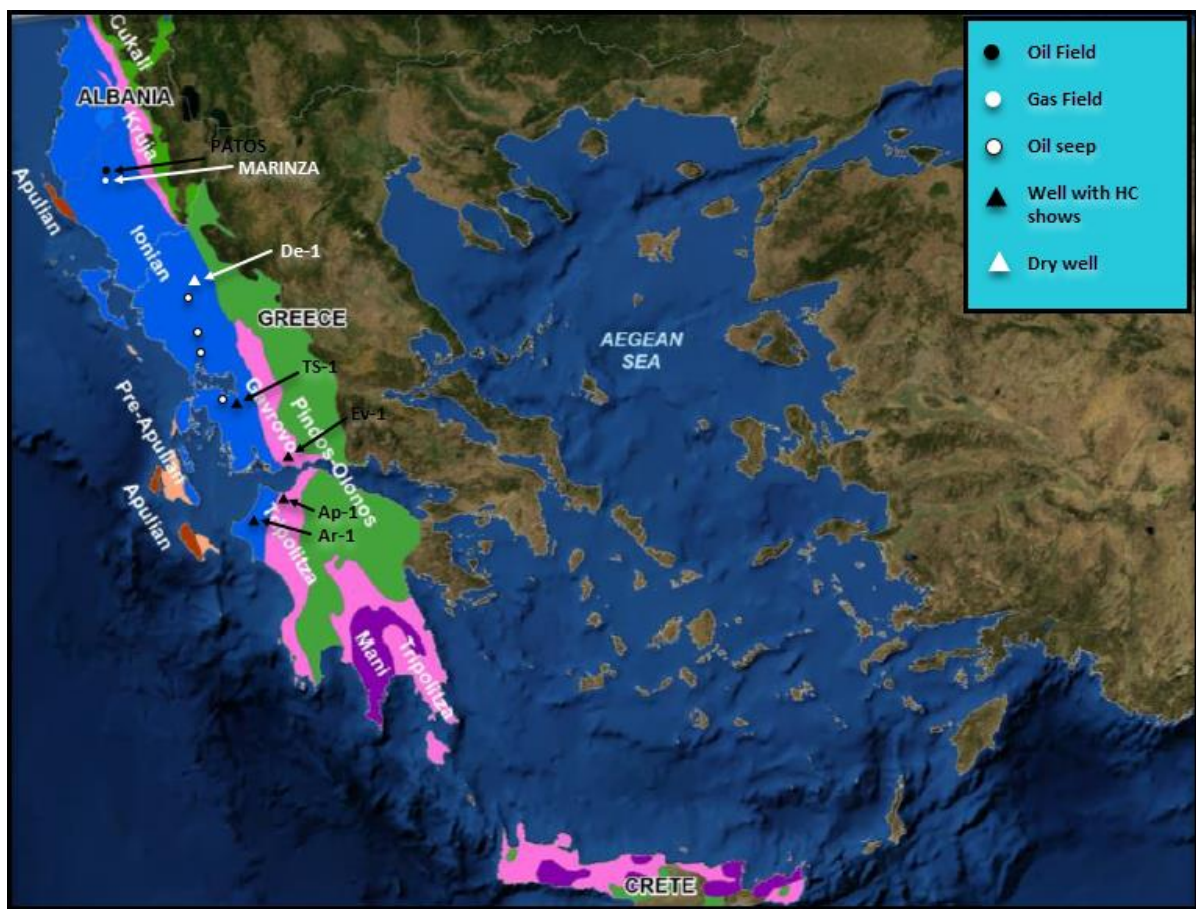 Cukali
ALBANIA
Kruja
PATOS
MARINZA
Apulian
Ionian
De-1
GREECE
AEGEAN
SEA
TS-1
Gavrovo
Pindos-Olonos
Ev-1
Pre-Apulian
Apulian
Ap-1
Ar-1
Tripolitza
Mani
Tripolitza
CRETE
Oil Field
Gas Field
Oil seep
Well with HC
shows
Dry well